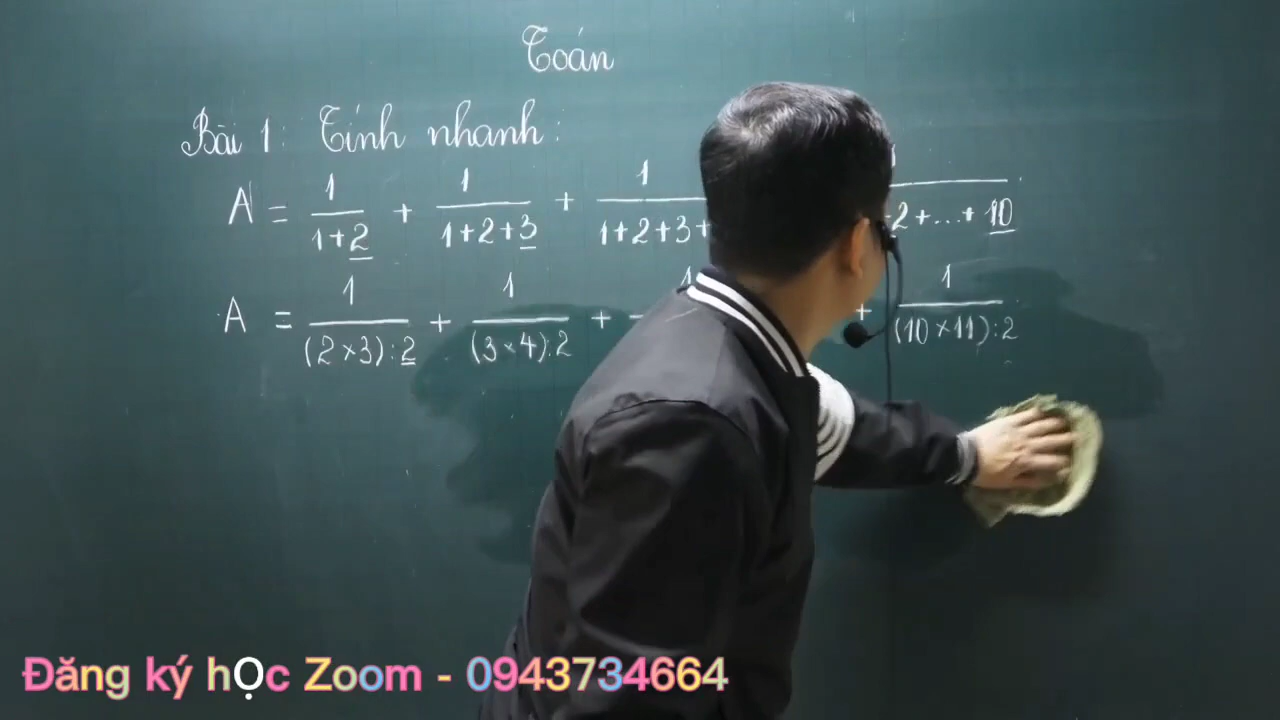 Toán
Bài 1: Tính nhanh:
A = 1/(1+2) + 1/(1+2+3) + 1/(1+2+3+ 2+...+10)
A = 1/((2×3):2) + 1/((3×4):2) + 1 + 1/((10×11):2)
Đăng ký hỌc Zoom - 0943734664